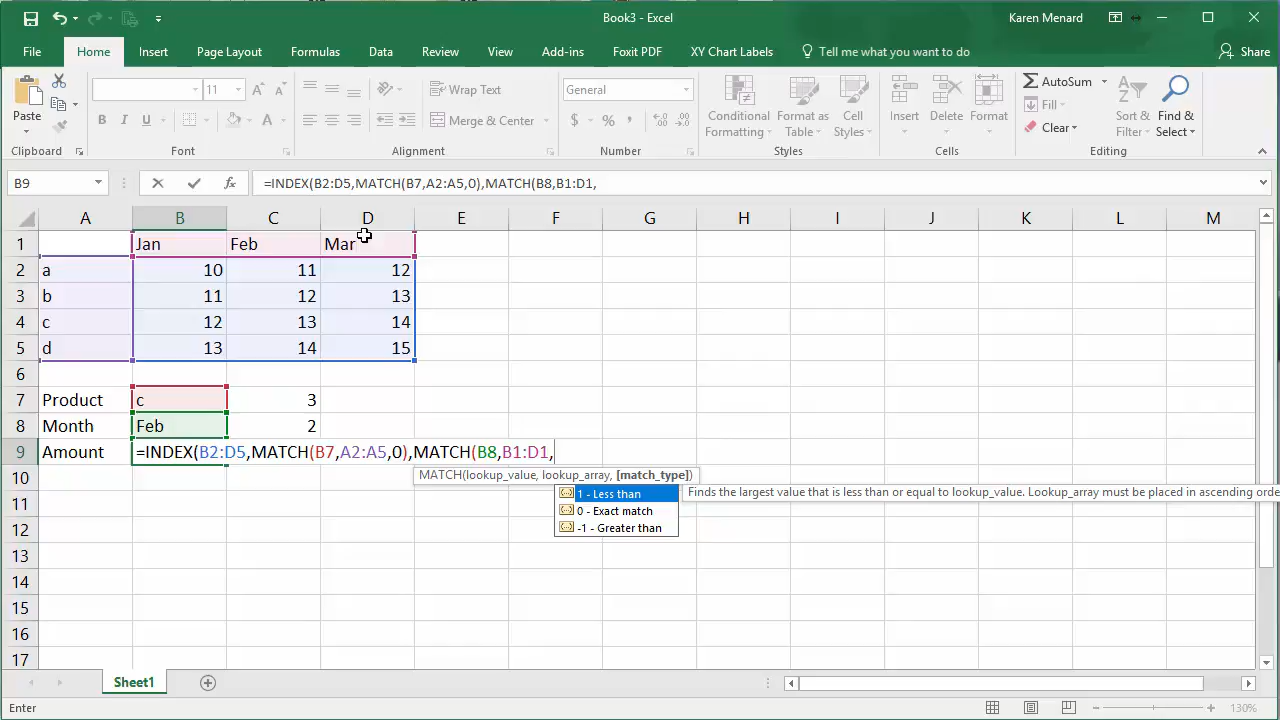 Book3 - Excel
Karen Menard
File Home Insert Page Layout Formulas Data Review View Add-ins Foxit PDF XY Chart Labels Tell me what you want to do Share
Paste
11 A A
Wrap Text
General
Conditional Formatting
Format as Table
Cell Styles
Insert
Delete
Format
AutoSum
Fill
Clear
Sort & Filter
Find & Select
B I U A
Merge & Center
$ % ,
Clipboard Font Alignment Number Styles Cells Editing
B9 fx =INDEX(B2:D5,MATCH(B7,A2:A5,0),MATCH(B8,B1:D1,
A B C D E F G H I J K L M
1 Jan Feb Mar
2 a 10 11 12
3 b 11 12 13
4 c 12 13 14
5 d 13 14 15
6
7 Product c 3
8 Month Feb 2
9 Amount =INDEX(B2:D5,MATCH(B7,A2:A5,0),MATCH(B8,B1:D1,
MATCH(lookup_value, lookup_array, [match_type])
10
1 - Less than Finds the largest value that is less than or equal to lookup_value. Lookup_array must be placed in ascending orde
11
0 - Exact match
-1 - Greater than
12
13
14
15
16
17
Sheet1
Enter 130%